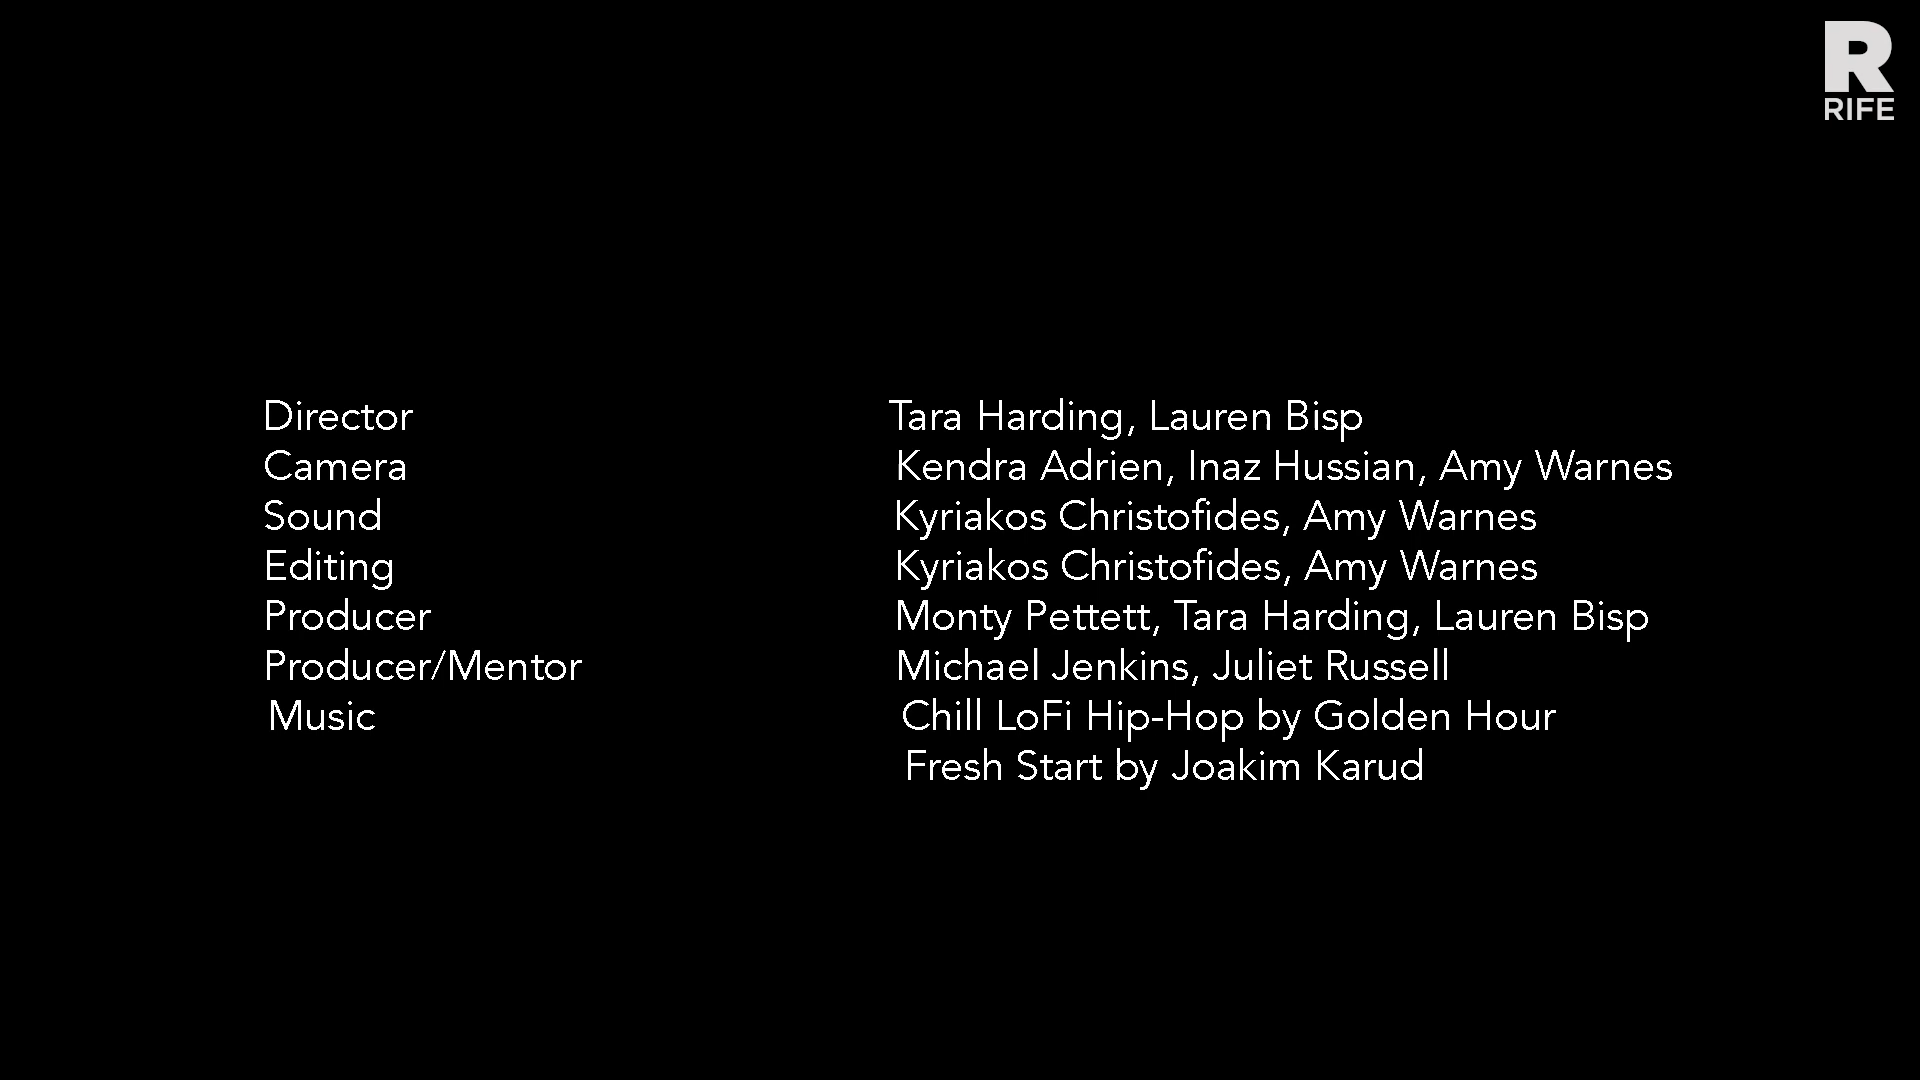 R
RIFE
Director Tara Harding, Lauren Bisp
Camera Kendra Adrien, Inaz Hussian, Amy Warnes
Sound Kyriakos Christofides, Amy Warnes
Editing Kyriakos Christofides, Amy Warnes
Producer Monty Pettett, Tara Harding, Lauren Bisp
Producer/Mentor Michael Jenkins, Juliet Russell
Music Chill LoFi Hip-Hop by Golden Hour
Fresh Start by Joakim Karud